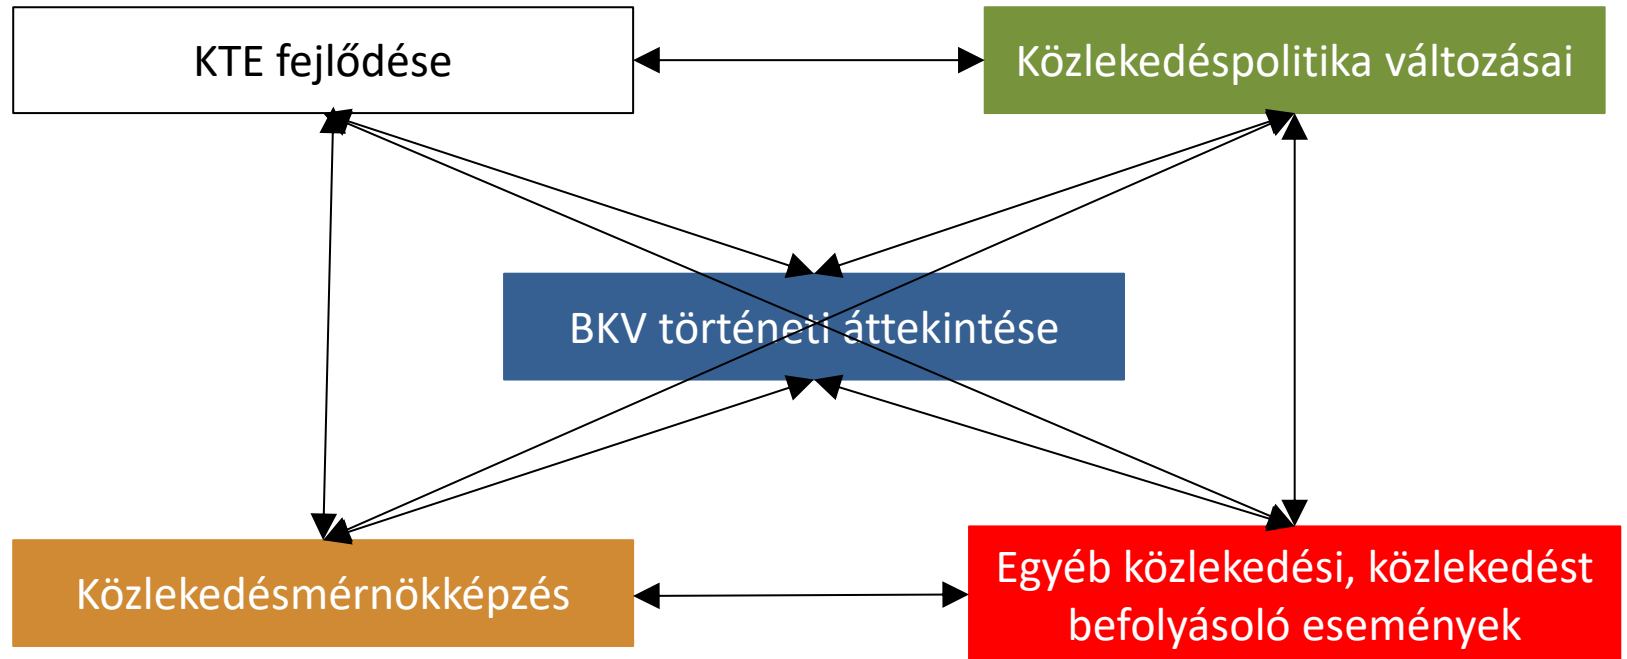 KTE fejlődése
Közlekedéspolitika változásai
BKV történeti áttekintése
Közlekedésmérnökképzés
Egyéb közlekedési, közlekedést
befolyásoló események